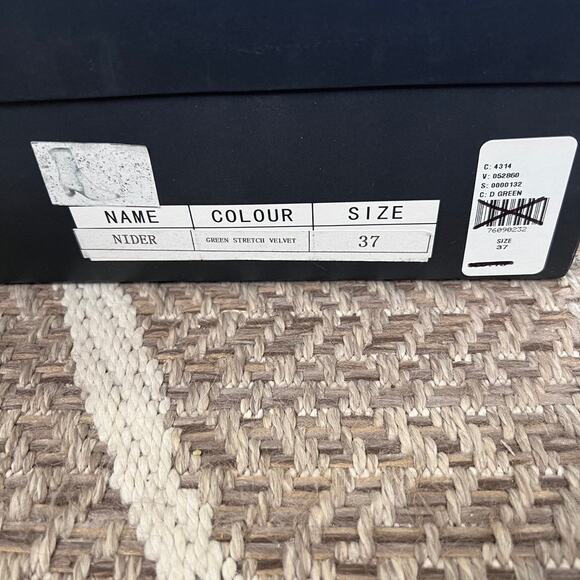 NAME COLOUR SIZE
NIDER GREEN STRETCH VELVET 37
C: 4314
V: 052860
S: 0000132
C: D GREEN
76090232
SIZE
37